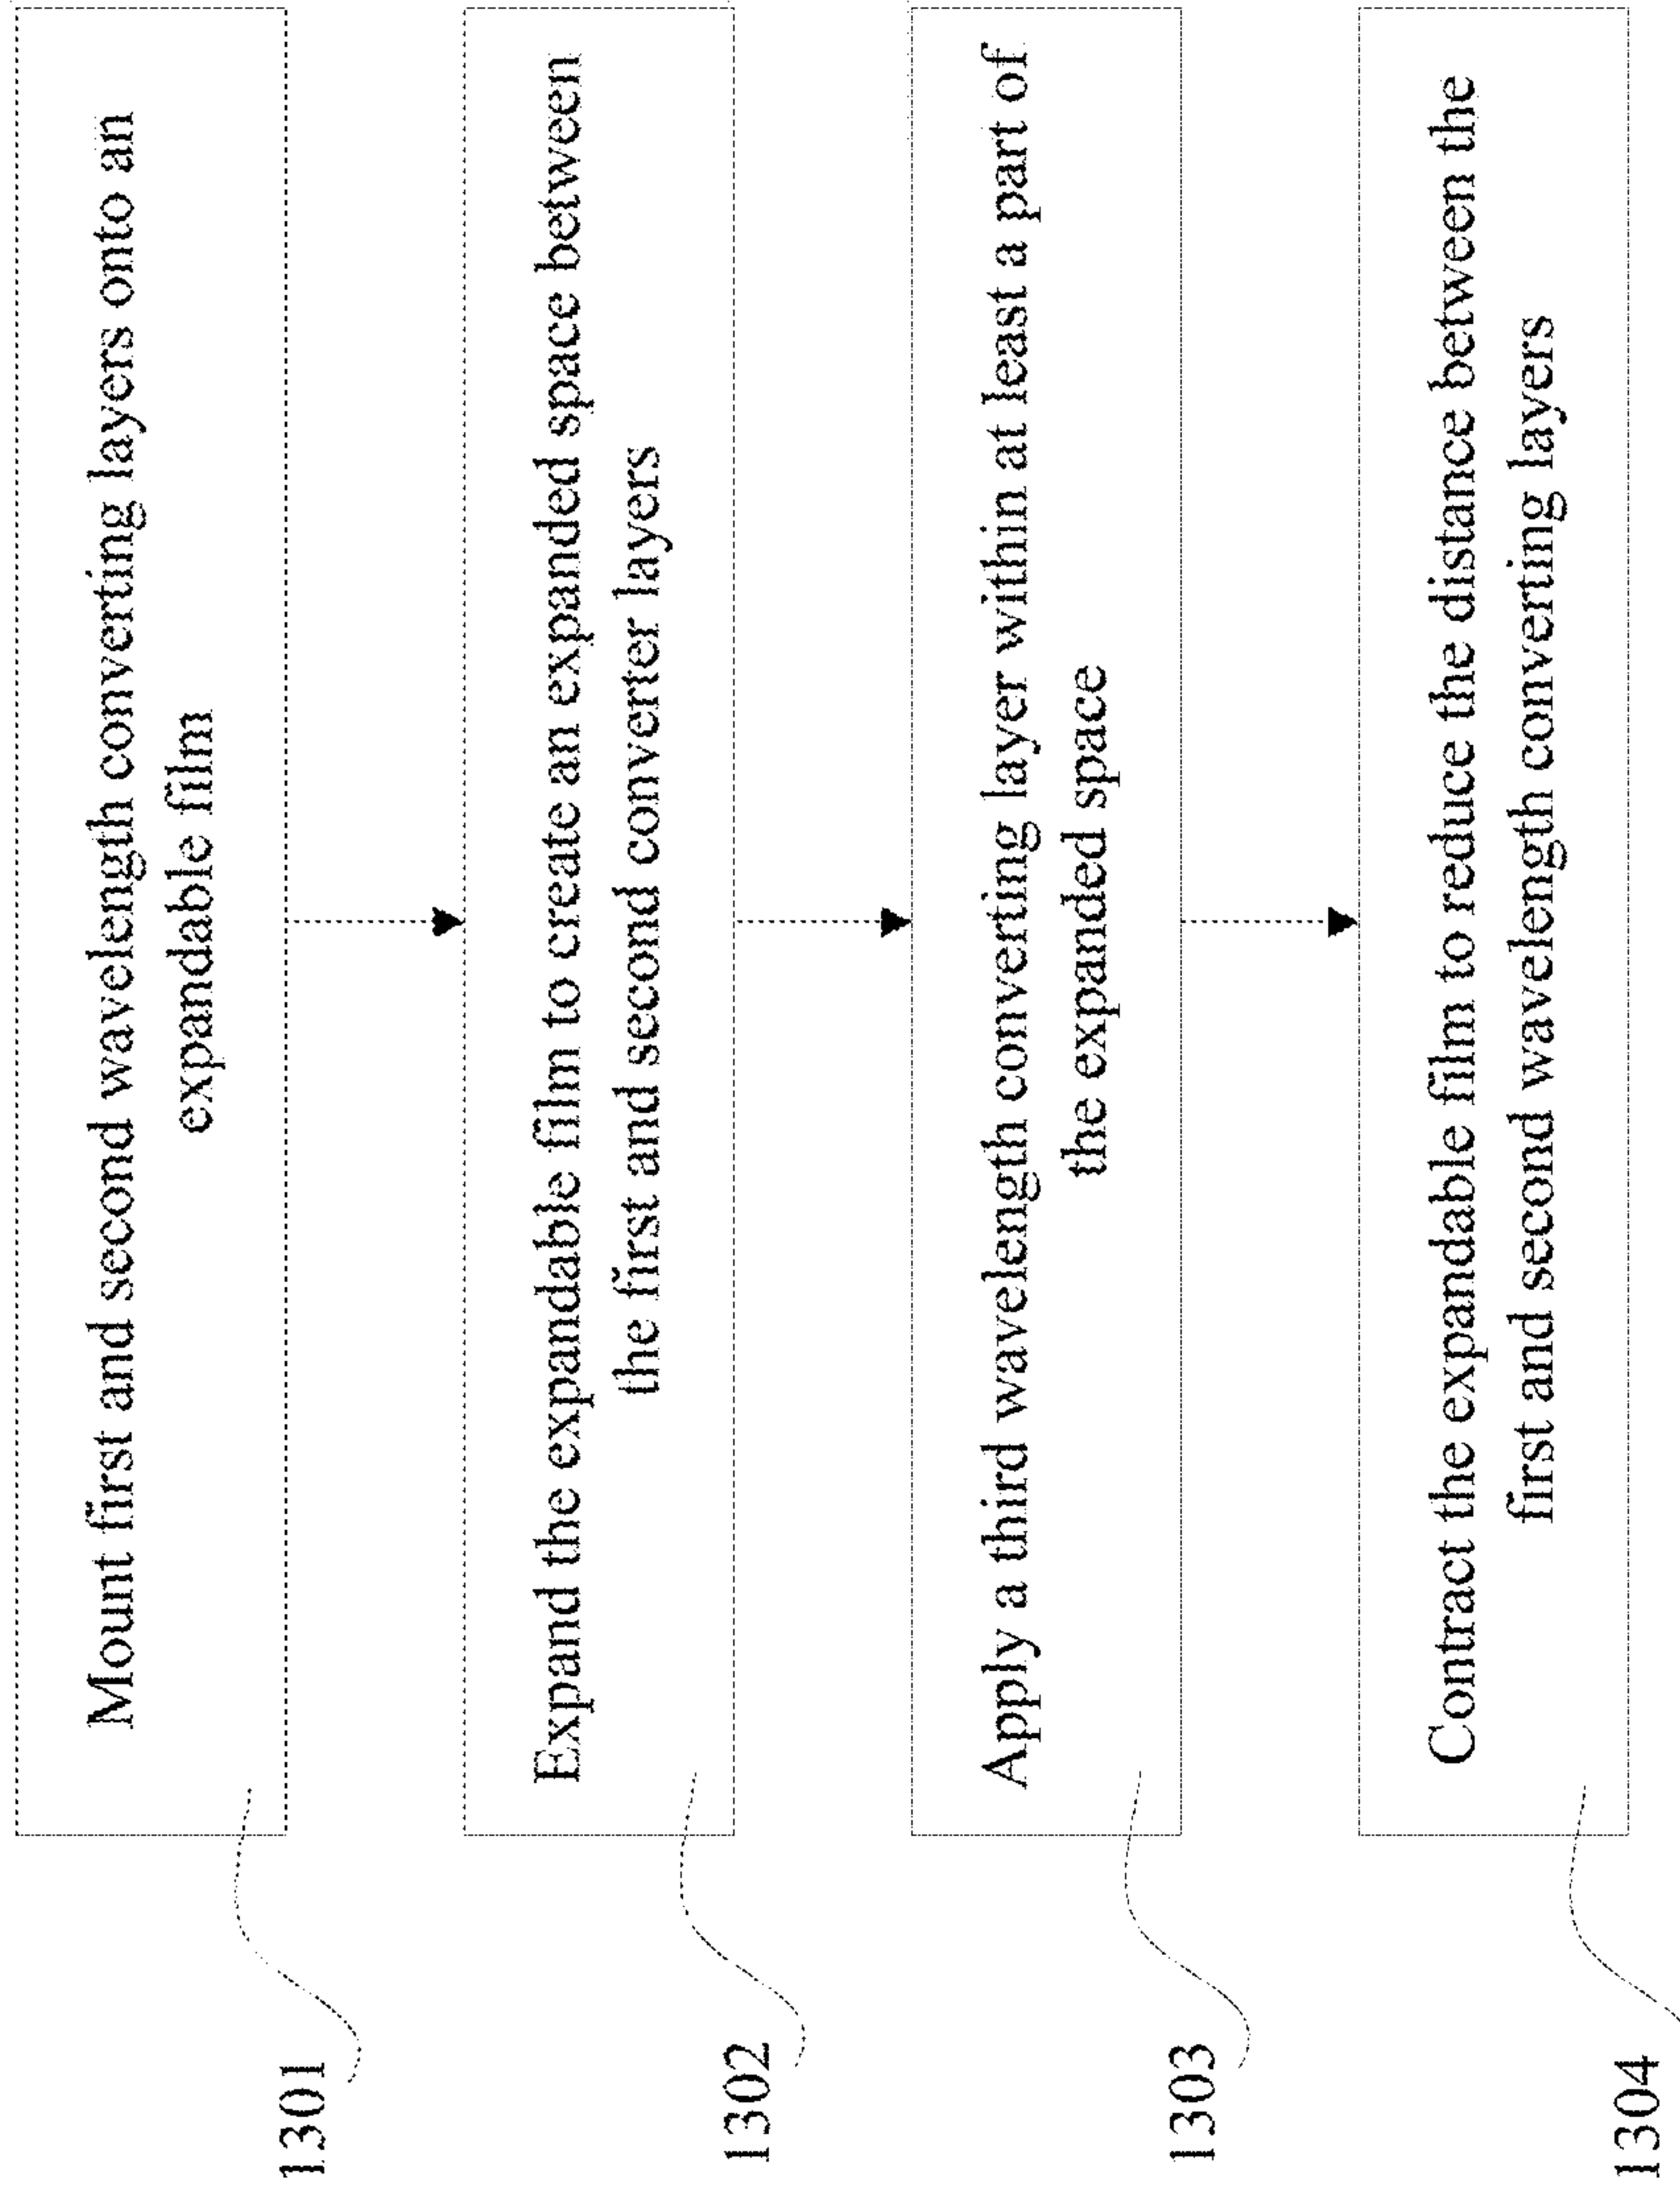 Mount first and second wavelength converting layers onto an
expandable film
1301
Expand the expandable film to create an expanded space between
the first and second converter layers
1302
Apply a third wavelength converting layer within at least a part of
the expanded space
1303
Contract the expandable film to reduce the distance between the
first and second wavelength converting layers
1304